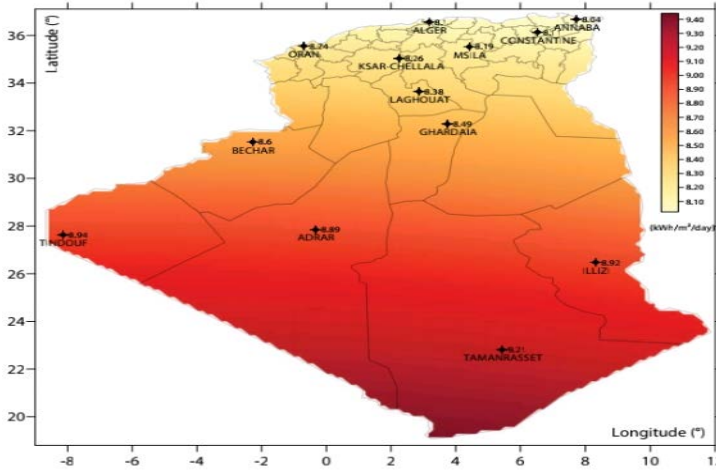 Latitude (°)
36
34
32
30
28
26
24
22
20
-8
-6
-4
-2
0
2
4
6
8
10
12
Longitude (°)
8.04
ANNABA
ALGER
CONSTANTINE
8.24
ORAN
8.19
MSILA
8.26
KSAR-CHELLALA
8.38
LAGHOUAT
8.49
GHARDAIA
8.6
BECHAR
8.94
TINDOUF
8.89
ADRAR
8.92
ILLIZI
TAMANRASSET
9.40
9.30
9.20
9.10
9.00
8.90
8.80
8.70
8.60
8.50
8.40
8.30
8.20
8.10
(kWh/m²/day)